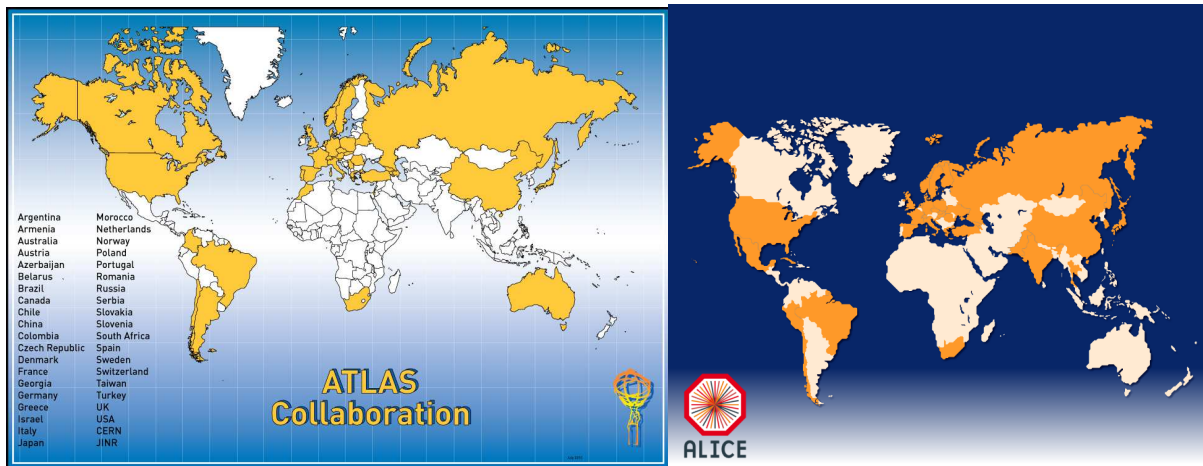 Argentina
Armenia
Australia
Austria
Azerbaijan
Belarus
Brazil
Canada
Chile
China
Colombia
Czech Republic
Denmark
France
Georgia
Germany
Greece
Israel
Italy
Japan
Morocco
Netherlands
Norway
Poland
Portugal
Romania
Russia
Serbia
Slovakia
Slovenia
South Africa
Spain
Sweden
Switzerland
Taiwan
Turkey
UK
USA
CERN
JINR
ATLAS
Collaboration
ALICE